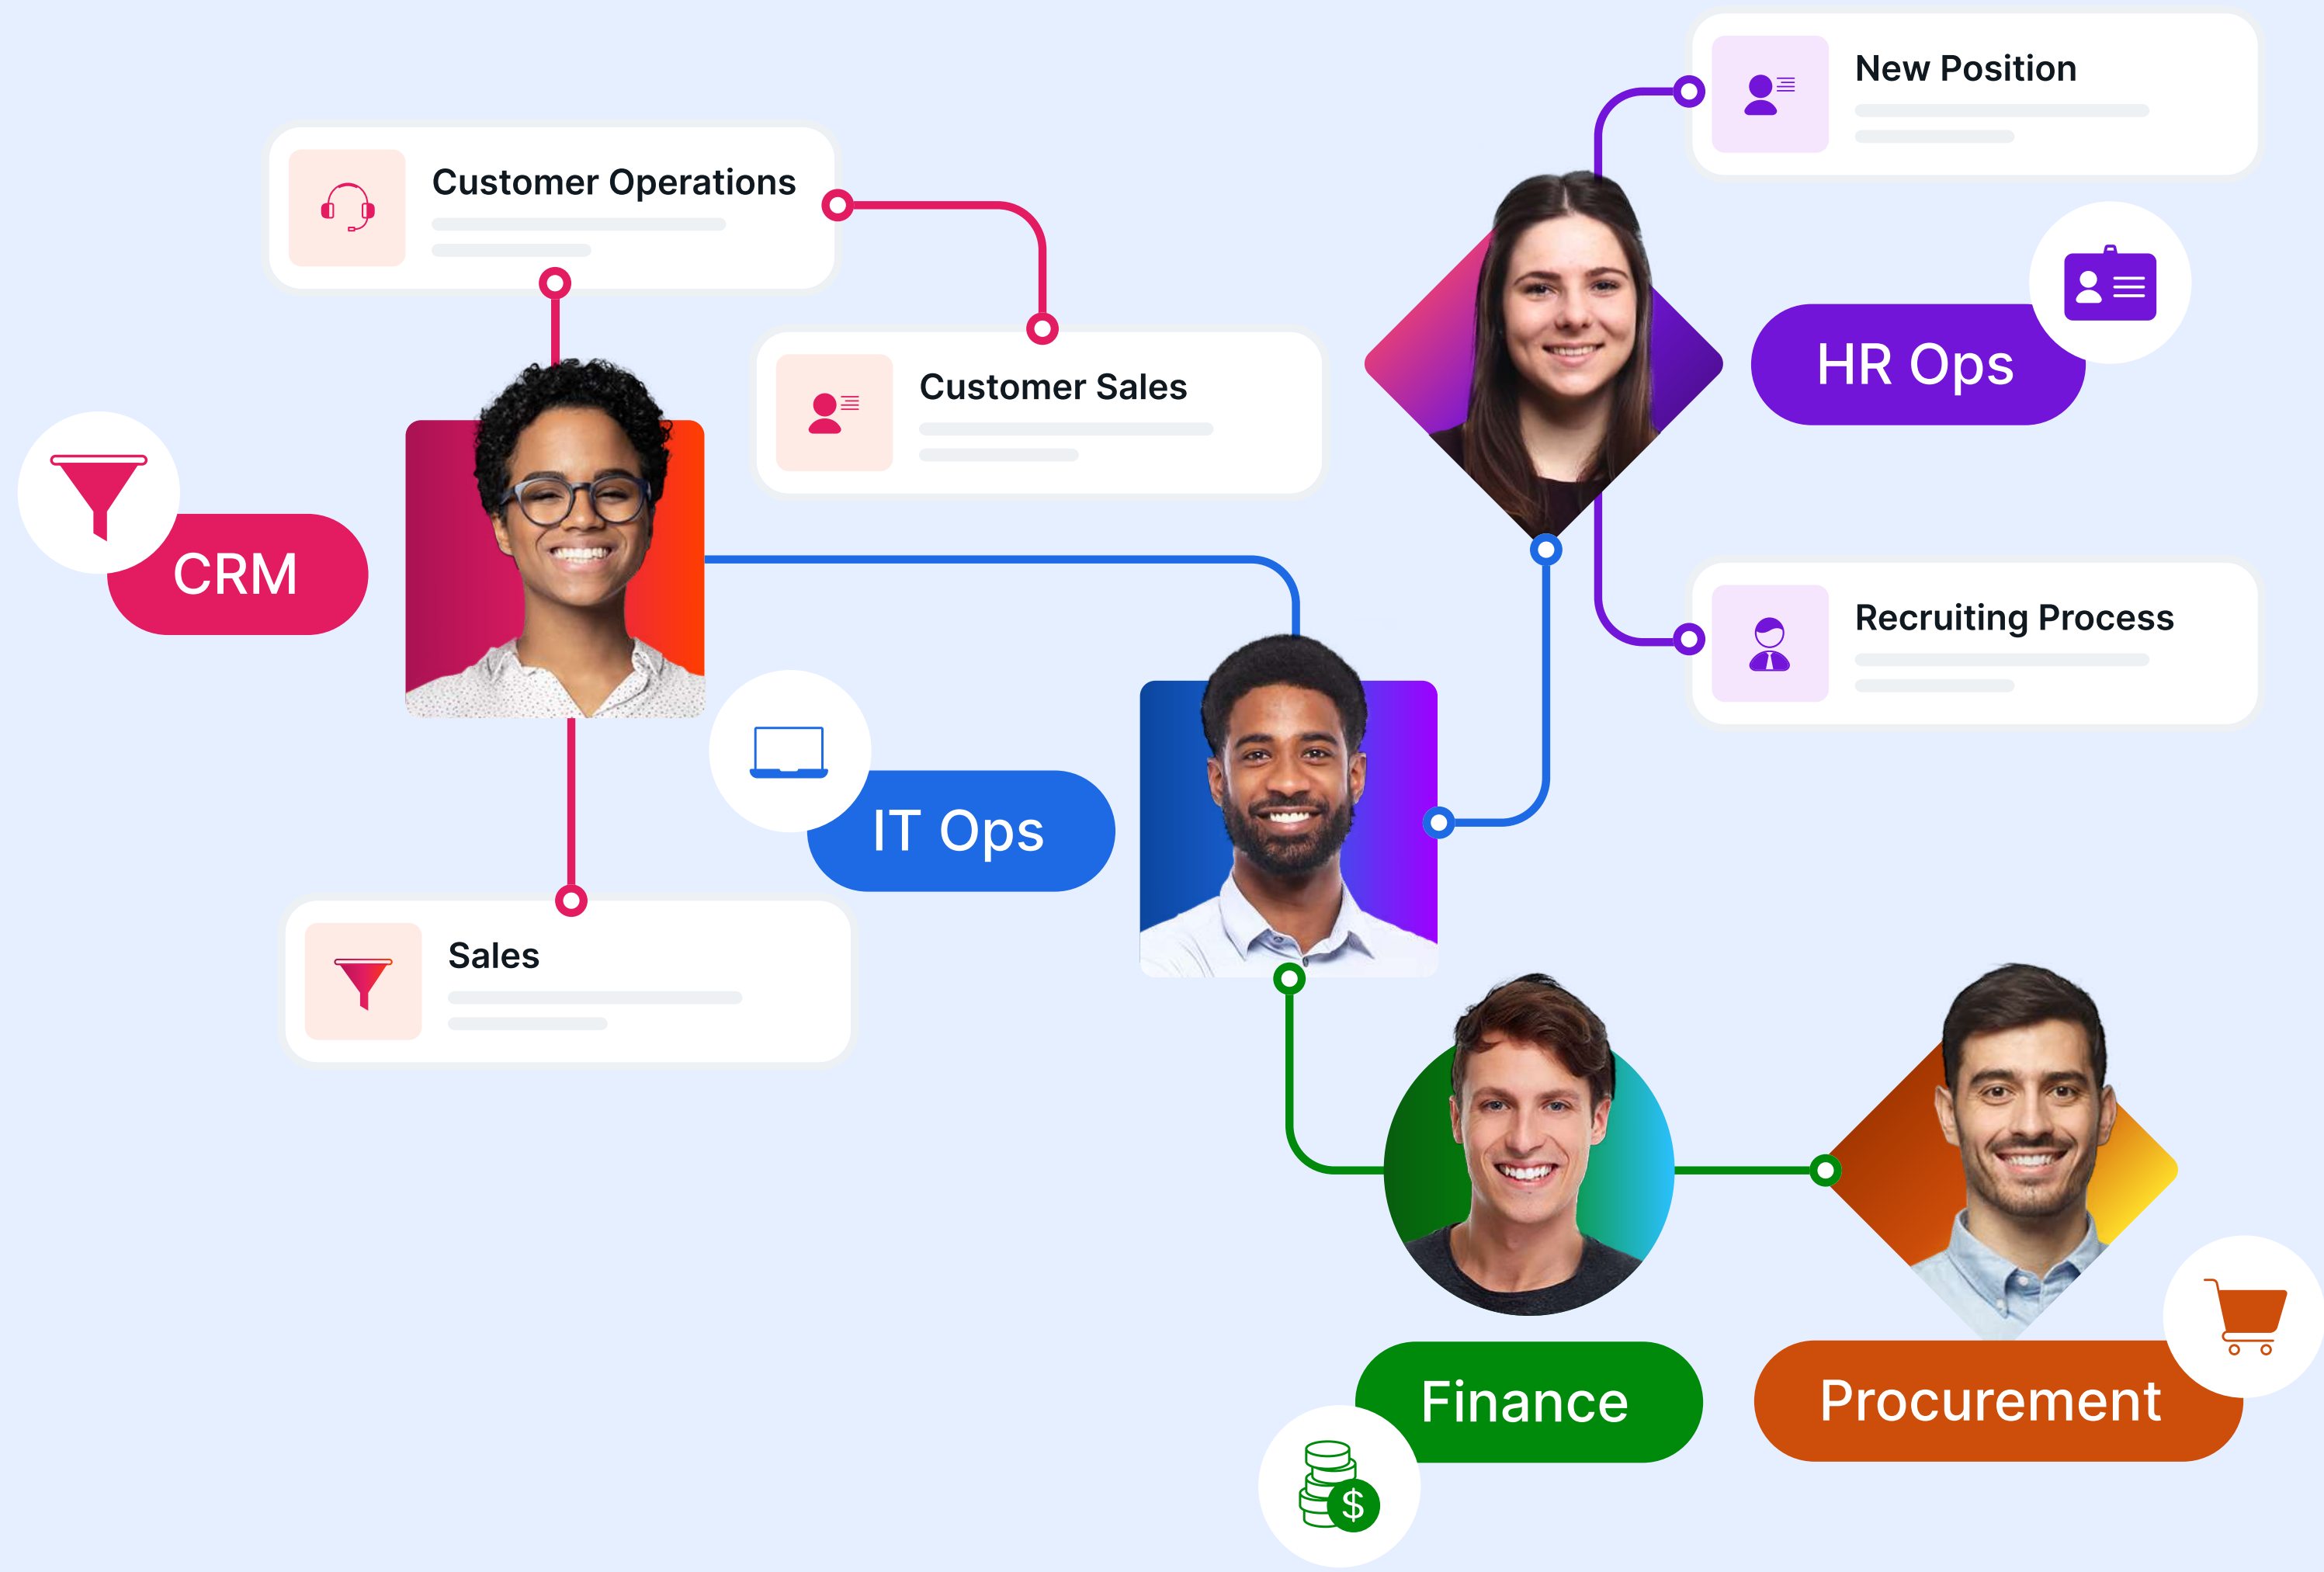 New Position
Customer Operations
HR Ops
Customer Sales
CRM
Recruiting Process
IT Ops
Sales
Finance
Procurement
$